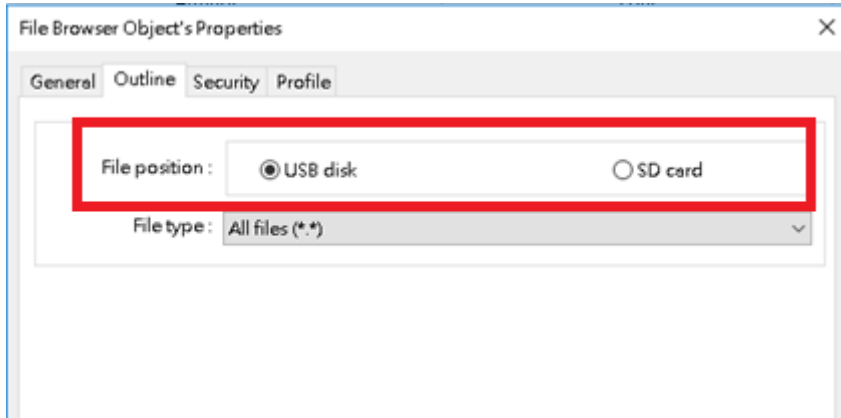 File Browser Object's Properties
General Outline Security Profile
File position : USB disk SD card
File type : All files (*.*)